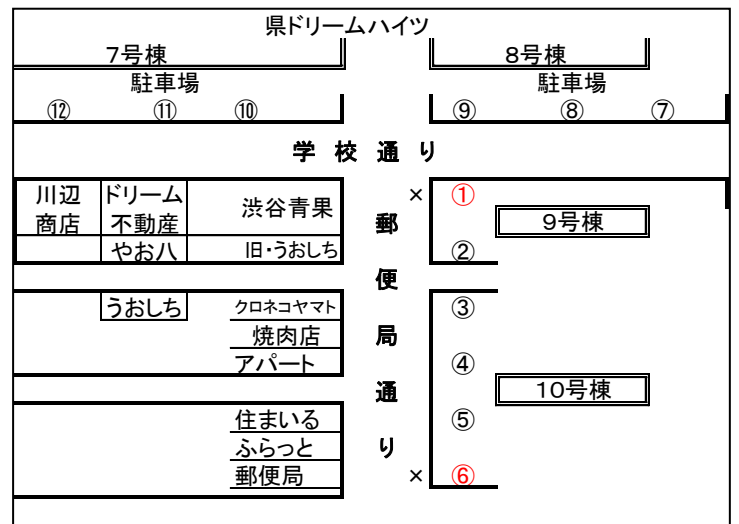 県ドリームハイツ
7号棟 8号棟
駐車場 駐車場
⑫ ⑪ ⑩ ⑨ ⑧ ⑦
学校通り
川辺商店
ドリーム不動産
渋谷青果
やお八
旧・うおしち
× ①
9号棟
②
郵便局通り
うおしち
クロネコヤマト
焼肉店
アパート
③
④
10号棟
⑤
住まいる
ふらっと
郵便局
× ⑥